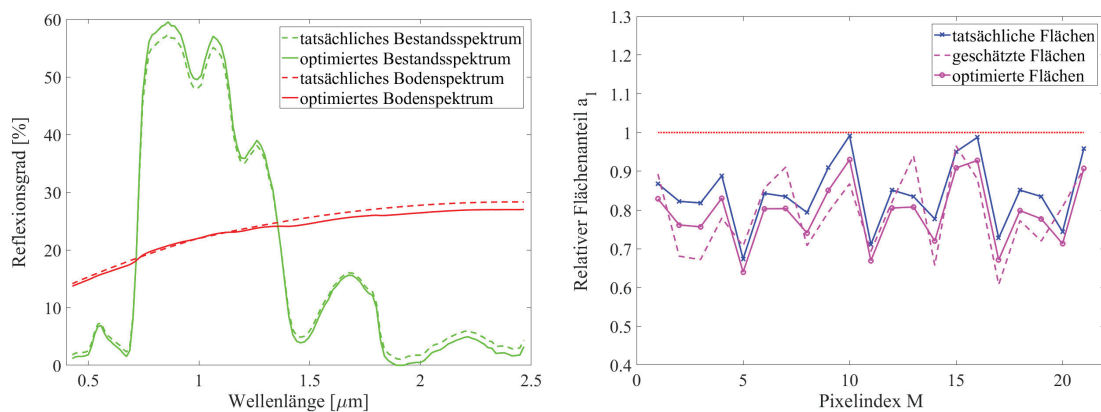 60
50
40
30
20
10
0
0.5
1
1.5
2
2.5
Reflexionsgrad [%]
Wellenlänge [μm]
tatsächliches Bestandsspektrum
optimiertes Bestandsspektrum
tatsächliches Bodenspektrum
optimiertes Bodenspektrum
1.3
1.2
1.1
1
0.9
0.8
0.7
0.6
0.5
0.4
0
5
10
15
20
Relativer Flächenanteil a1
Pixelindex M
tatsächliche Flächen
geschätzte Flächen
optimierte Flächen